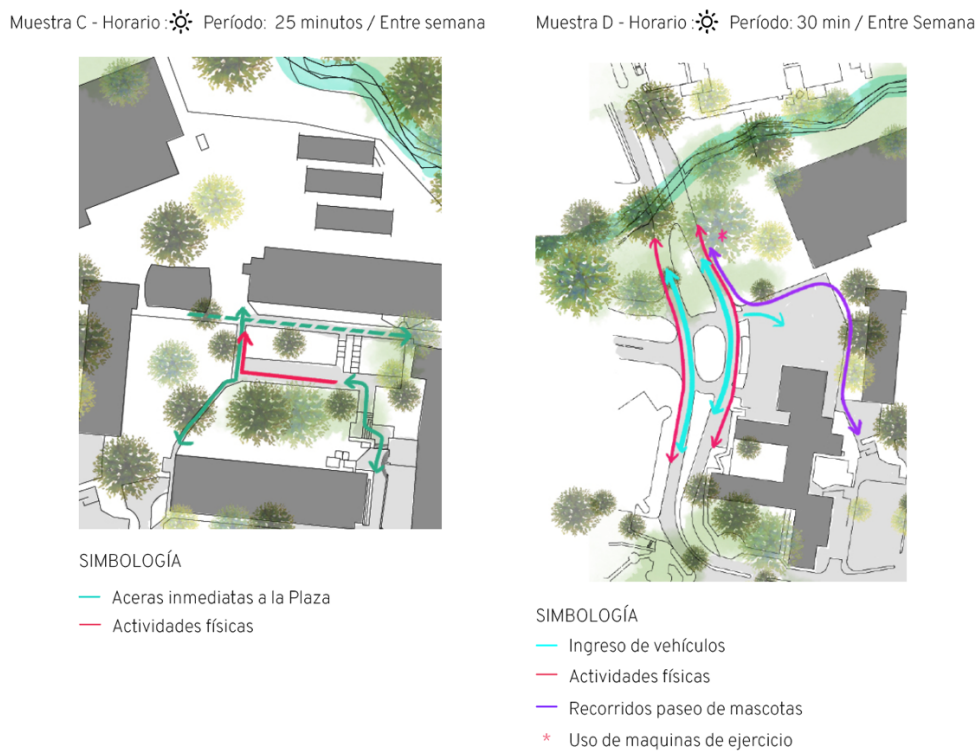 Muestra C - Horario : Período: 25 minutos / Entre semana
SIMBOLOGÍA
Aceras inmediatas a la Plaza
Actividades físicas
Muestra D - Horario : Período: 30 min / Entre Semana
SIMBOLOGÍA
Ingreso de vehículos
Actividades físicas
Recorridos paseo de mascotas
* Uso de maquinas de ejercicio